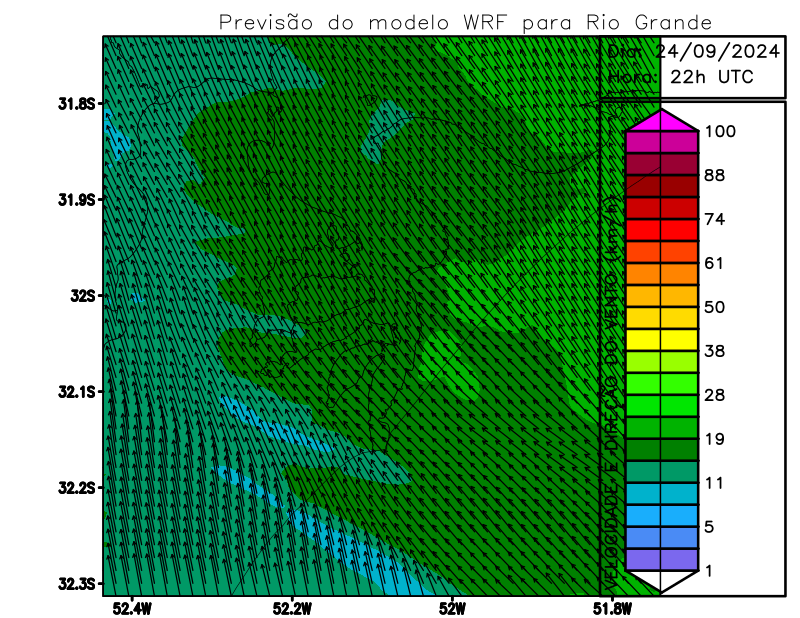 Previsão do modelo WRF para Rio Grande
Dia: 24/09/2024
Hora: 22h UTC
31.8S
31.9S
32S
32.1S
32.2S
32.3S
52.4W
52.2W
52W
51.8W
VELOCIDADE E DIREÇÃO DO VENTO (km/h)
100
88
74
61
50
38
28
19
11
5
1